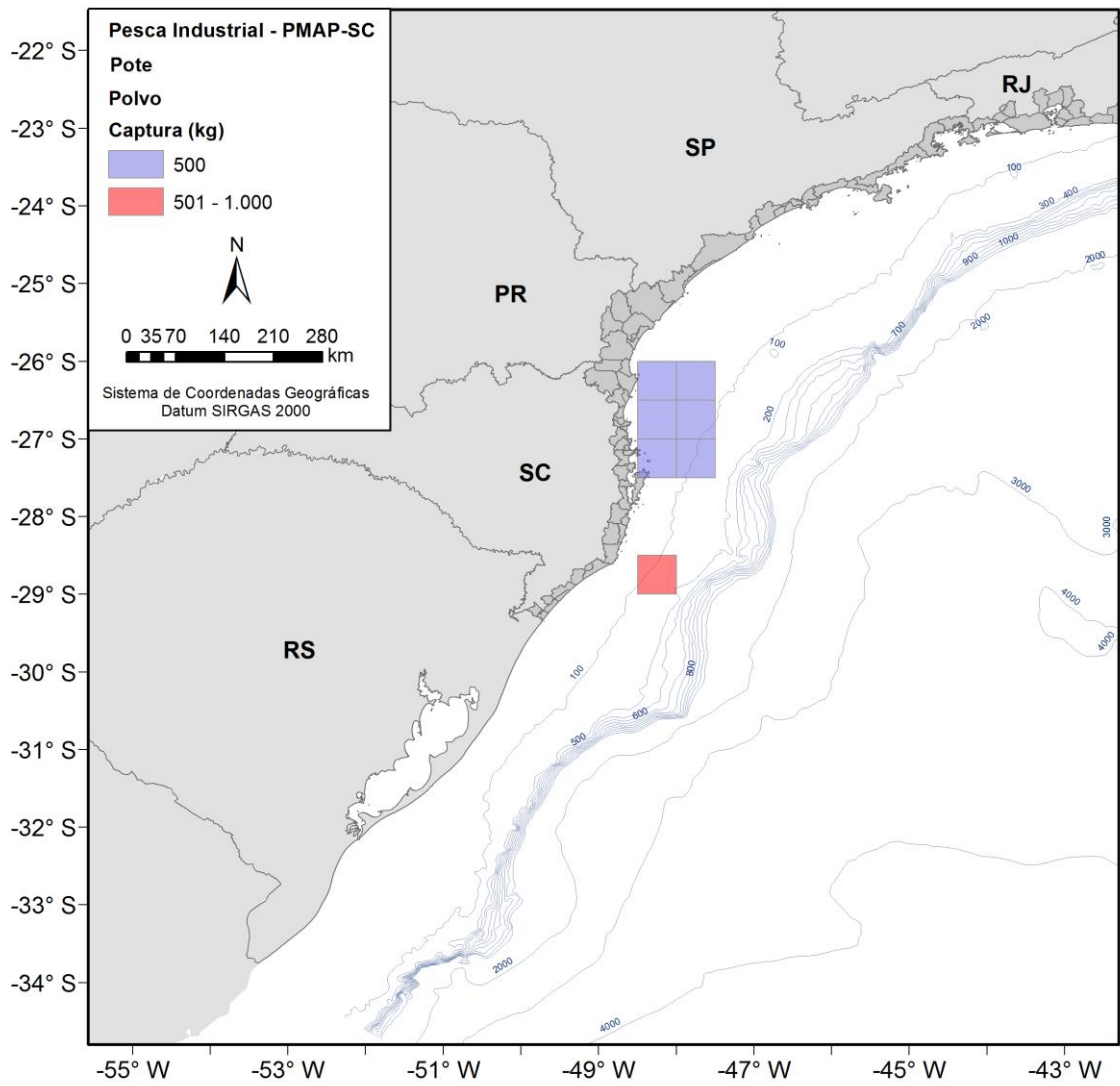 Pesca Industrial - PMAP-SC
Pote
Polvo
Captura (kg)
500
501 - 1.000
N
0 35 70 140 210 280
km
Sistema de Coordenadas Geográficas
Datum SIRGAS 2000
-22° S
-23° S
-24° S
-25° S
-26° S
-27° S
-28° S
-29° S
-30° S
-31° S
-32° S
-33° S
-34° S
RJ
SP
PR
SC
RS
100
300
400
1000
900
2000
700
2000
100
200
3000
3000
4000
4000
100
800
600
500
2000
4000
-55° W
-53° W
-51° W
-49° W
-47° W
-45° W
-43° W